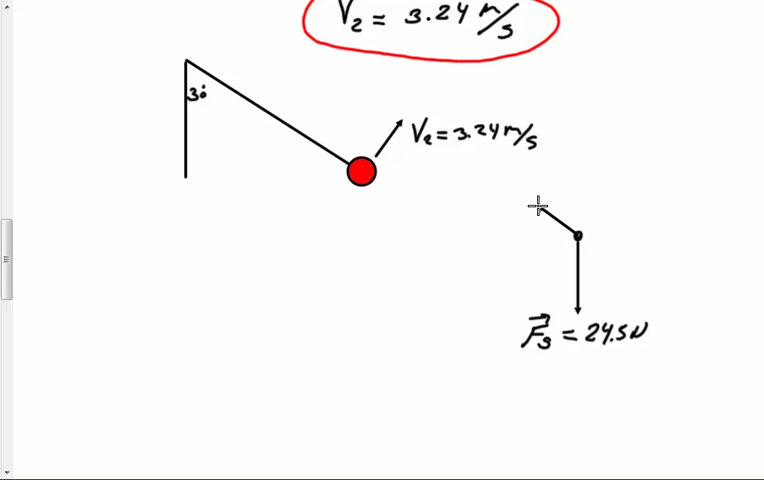 V₂ = 3.24 m/s
30°
V₂ = 3.24 m/s
F⃗g = 24.5N